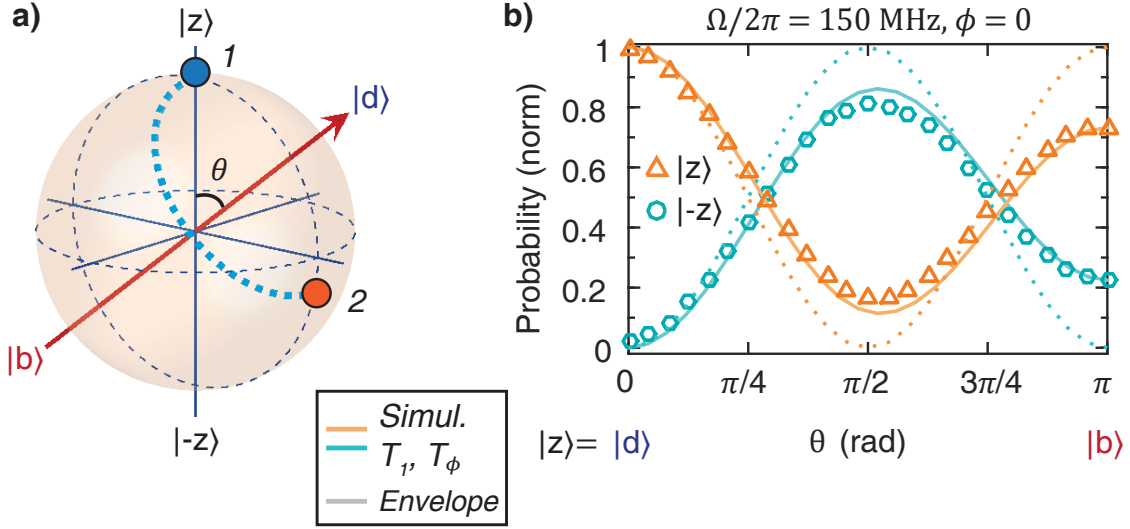 a)
|z⟩
1
|d⟩
θ
2
|b⟩
|-z⟩
Simul.
T₁, T_ϕ
Envelope
b)
Ω/2π = 150 MHz, ϕ = 0
Probability (norm)
1
0.8
0.6
0.4
0.2
0
|z⟩
|-z⟩
0 π/4 π/2 3π/4 π
|z⟩= |d⟩ θ (rad) |b⟩